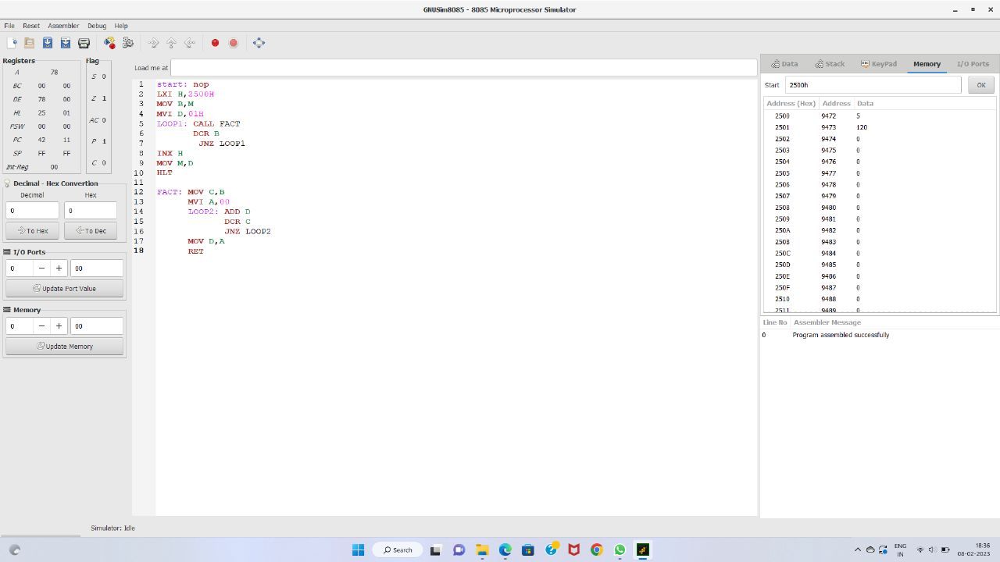 GNUSim8085 - 8085 Microprocessor Simulator
File Reset Assembler Debug Help
Registers
A 78
BC 00 00
DE 78 00
HL 25 01
PSW 00 00
PC 42 11
SP FF FF
Int-Reg 00
Flag
S 0
Z 1
AC 0
P 1
C 0
Decimal - Hex Convertion
Decimal Hex
0 0
To Hex To Dec
I/O Ports
0 − + 00
Update Port Value
Memory
0 − + 00
Update Memory
Load me at
1 start: nop
2 LXI H,2500H
3 MOV B,M
4 MVI D,01H
5 LOOP1: CALL FACT
6 DCR B
7 JNZ LOOP1
8 INX H
9 MOV M,D
10 HLT
11
12 FACT: MOV C,B
13 MVI A,00
14 LOOP2: ADD D
15 DCR C
16 JNZ LOOP2
17 MOV D,A
18 RET
Data Stack KeyPad Memory I/O Ports
Start 2500h OK
Address (Hex) Address Data
2500 9472 5
2501 9473 120
2502 9474 0
2503 9475 0
2504 9476 0
2505 9477 0
2506 9478 0
2507 9479 0
2508 9480 0
2509 9481 0
250A 9482 0
250B 9483 0
250C 9484 0
250D 9485 0
250E 9486 0
250F 9487 0
2510 9488 0
2511 9489 0
Line No Assembler Message
0 Program assembled successfully
Simulator: Idle
Search
ENG
IN
9:36
08-02-2023